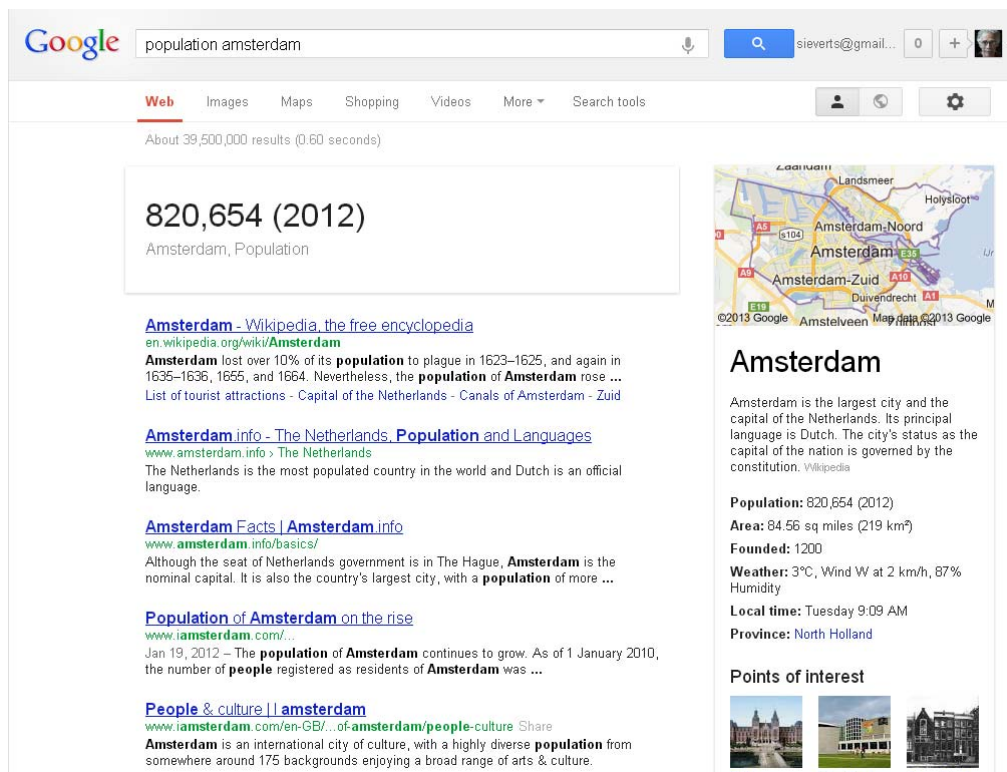 Google
population amsterdam
sieverts@gmail...
0
+
Web Images Maps Shopping Videos More Search tools
About 39,500,000 results (0.60 seconds)
820,654 (2012)
Amsterdam, Population
Amsterdam - Wikipedia, the free encyclopedia
en.wikipedia.org/wiki/Amsterdam
Amsterdam lost over 10% of its population to plague in 1623–1625, and again in
1635–1636, 1655, and 1664. Nevertheless, the population of Amsterdam rose ...
List of tourist attractions - Capital of the Netherlands - Canals of Amsterdam - Zuid
Amsterdam.info - The Netherlands, Population and Languages
www.amsterdam.info › The Netherlands
The Netherlands is the most populated country in the world and Dutch is an official
language.
Amsterdam Facts | Amsterdam.info
www.amsterdam.info/basics/
Although the seat of Netherlands government is in The Hague, Amsterdam is the
nominal capital. It is also the country's largest city, with a population of more ...
Population of Amsterdam on the rise
www.iamsterdam.com/...
Jan 19, 2012 – The population of Amsterdam continues to grow. As of 1 January 2010,
the number of people registered as residents of Amsterdam was ...
People & culture | I amsterdam
www.iamsterdam.com/en-GB/...of-amsterdam/people-culture Share
Amsterdam is an international city of culture, with a highly diverse population from
somewhere around 175 backgrounds enjoying a broad range of arts & culture.
Zaandam
Landsmeer
Holysloot
A5
s104
Amsterdam-Noord
Amsterdam
E35
A9
Amsterdam-Zuid
A10
Duivendrecht
A1
E19
Amstelveen
©2013 Google
Map data ©2013 Google
Amsterdam
Amsterdam is the largest city and the
capital of the Netherlands. Its principal
language is Dutch. The city's status as the
capital of the nation is governed by the
constitution. Wikipedia
Population: 820,654 (2012)
Area: 84.56 sq miles (219 km²)
Founded: 1200
Weather: 3°C, Wind W at 2 km/h, 87%
Humidity
Local time: Tuesday 9:09 AM
Province: North Holland
Points of interest